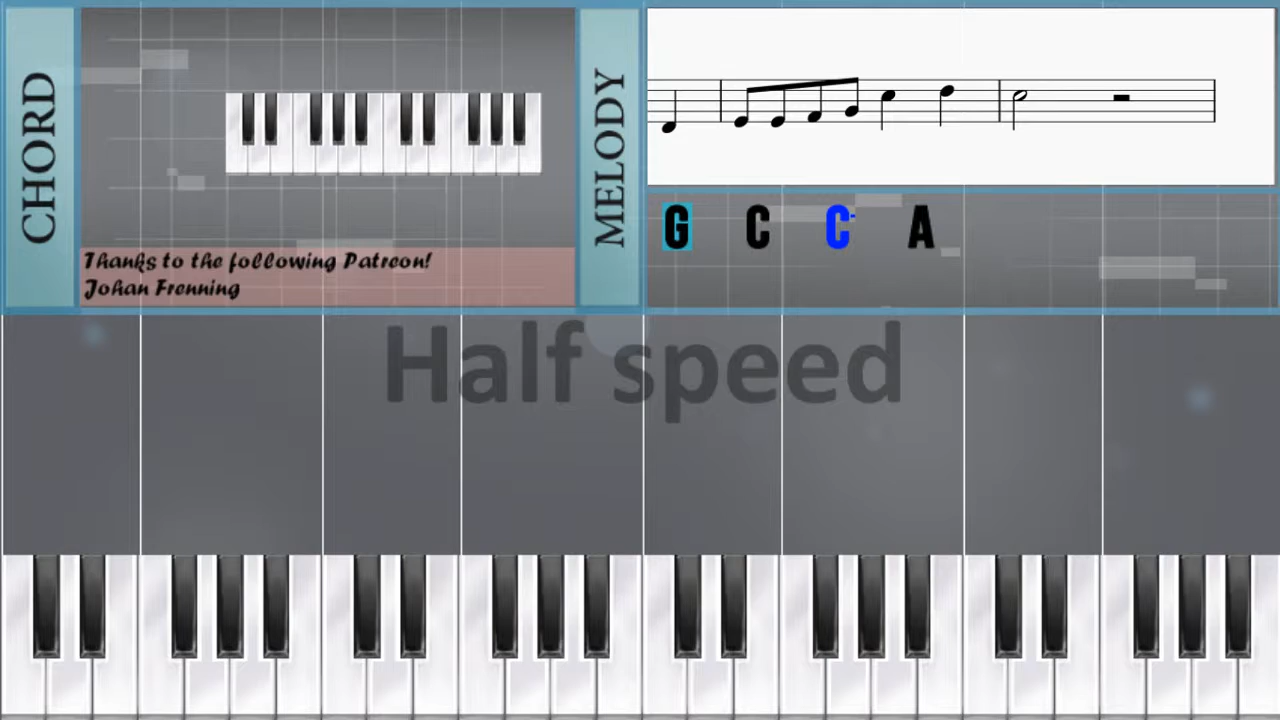 CHORD
MELODY
G C C A
Thanks to the following Patreon!
Johan Frenning
Half speed